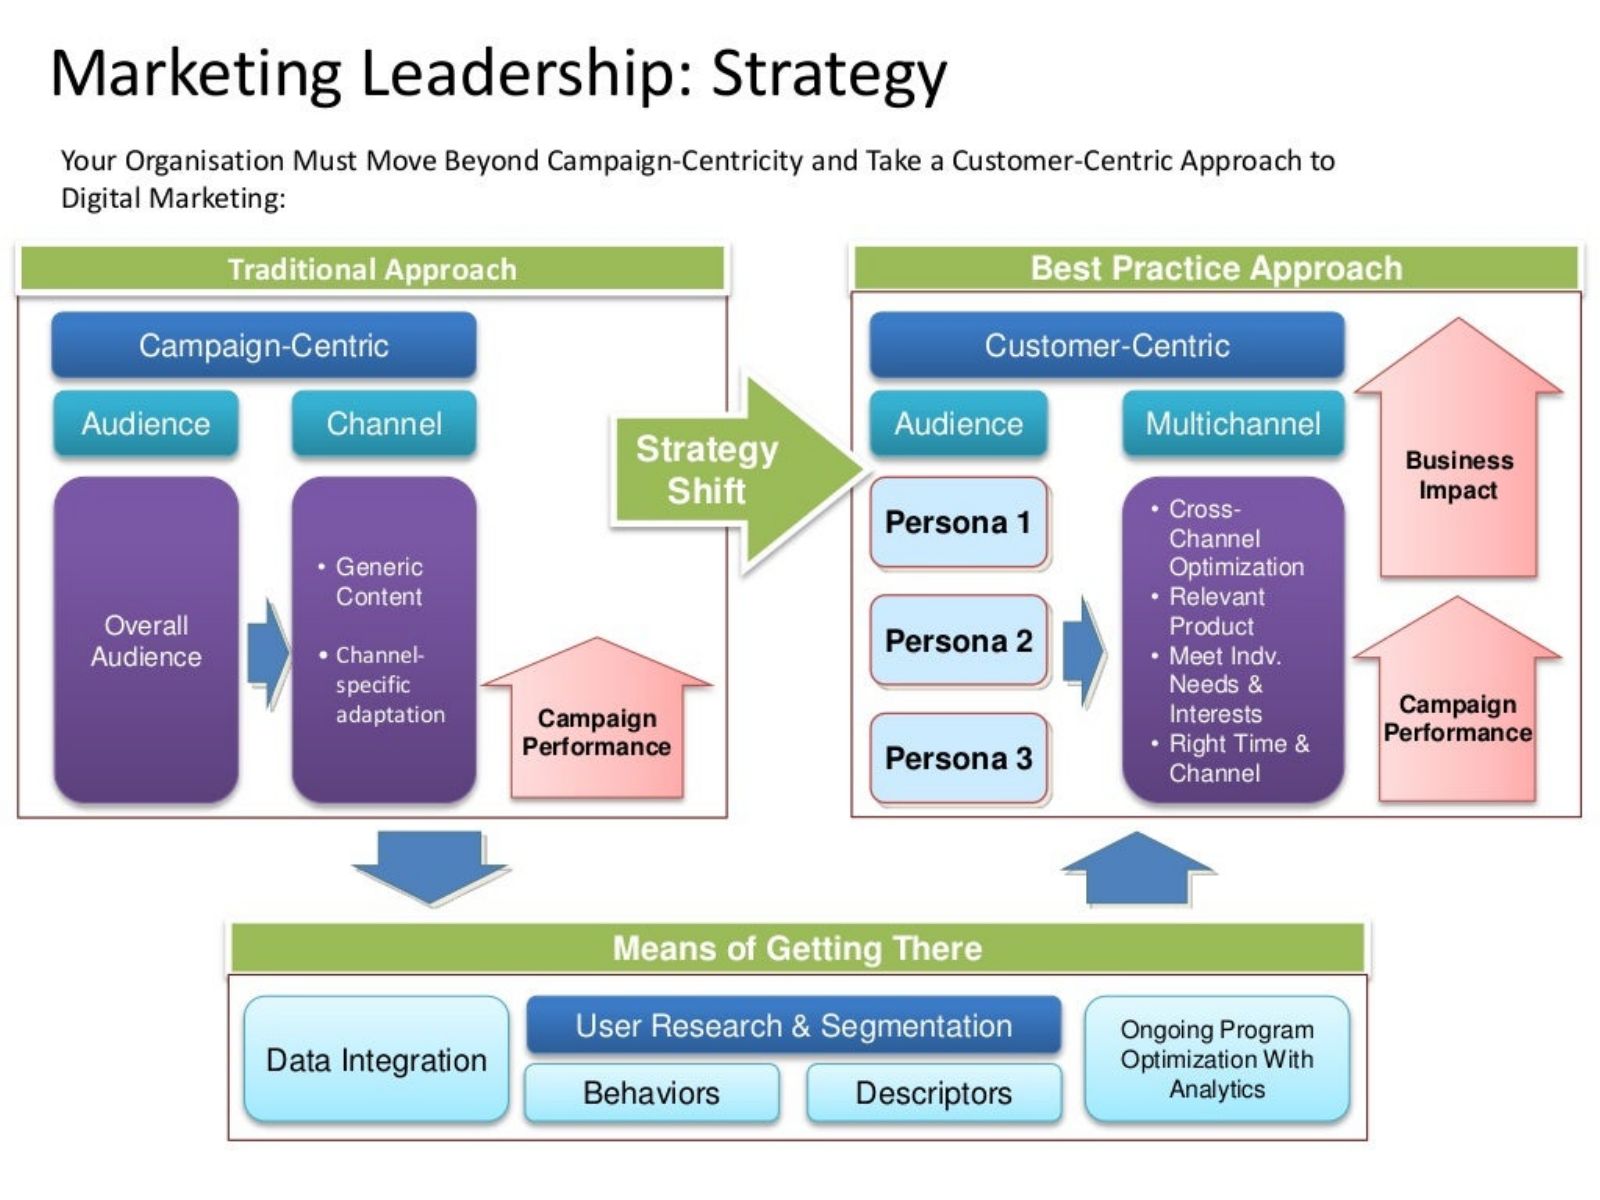 Marketing Leadership: Strategy
Your Organisation Must Move Beyond Campaign-Centricity and Take a Customer-Centric Approach to
Digital Marketing:
Traditional Approach
Campaign-Centric
Audience
Channel
Overall
Audience
• Generic
Content
• Channel-
specific
adaptation
Campaign
Performance
Strategy
Shift
Best Practice Approach
Customer-Centric
Audience
Multichannel
Persona 1
Persona 2
Persona 3
• Cross-
Channel
Optimization
• Relevant
Product
• Meet Indv.
Needs &
Interests
• Right Time &
Channel
Business
Impact
Campaign
Performance
Means of Getting There
Data Integration
User Research & Segmentation
Behaviors
Descriptors
Ongoing Program
Optimization With
Analytics